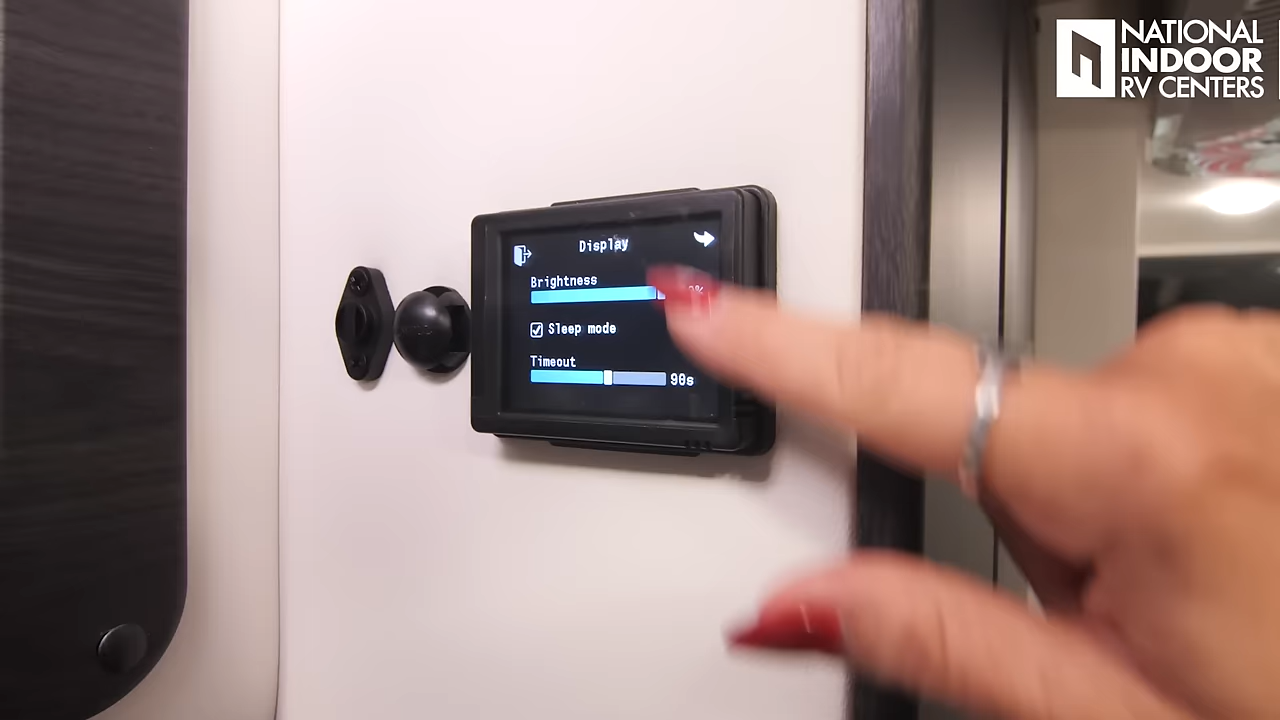 NATIONAL
INDOOR
RV CENTERS
Display
Brightness
Sleep mode
Timeout
90s